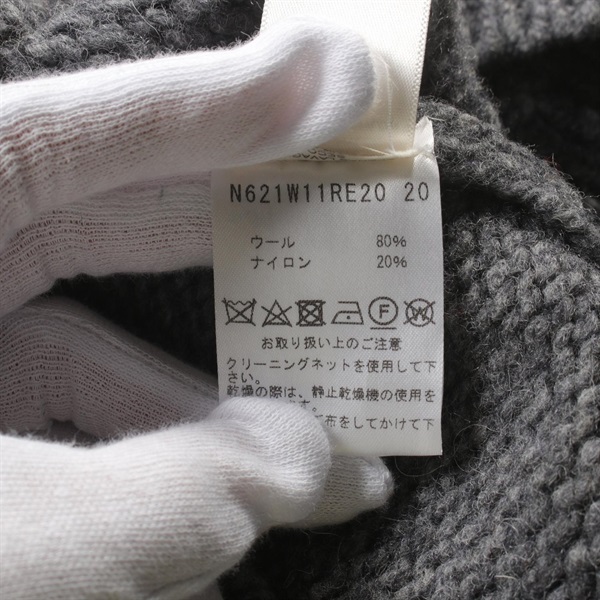 N621W11RE20 20
ウール 80%
ナイロン 20%
お取り扱い上のご注意
クリーニングネットを使用して下
さい。
乾燥の際は、静止乾燥機の使用を
す。
布をしてかけて下